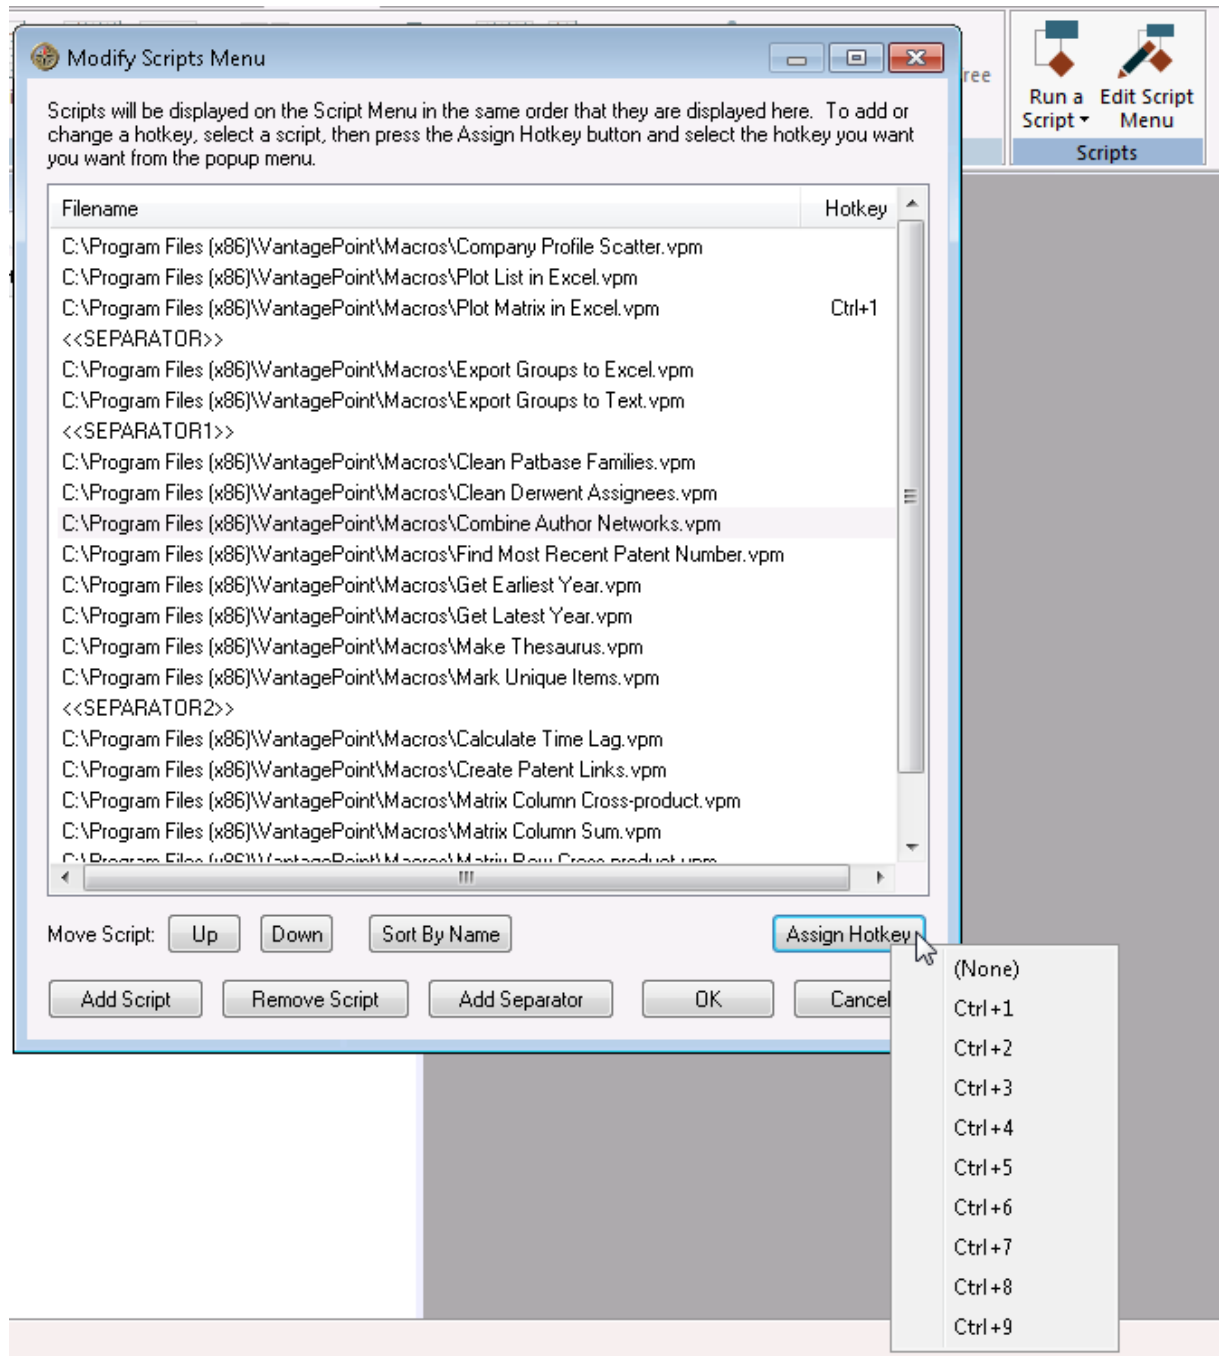 Modify Scripts Menu
ree
Run a Script
Edit Script Menu
Scripts
Scripts will be displayed on the Script Menu in the same order that they are displayed here.  To add or
change a hotkey, select a script, then press the Assign Hotkey button and select the hotkey you want
you want from the popup menu.
Filename Hotkey
C:\Program Files (x86)\VantagePoint\Macros\Company Profile Scatter.vpm
C:\Program Files (x86)\VantagePoint\Macros\Plot List in Excel.vpm
C:\Program Files (x86)\VantagePoint\Macros\Plot Matrix in Excel.vpm Ctrl+1
<<SEPARATOR>>
C:\Program Files (x86)\VantagePoint\Macros\Export Groups to Excel.vpm
C:\Program Files (x86)\VantagePoint\Macros\Export Groups to Text.vpm
<<SEPARATOR1>>
C:\Program Files (x86)\VantagePoint\Macros\Clean Patbase Families.vpm
C:\Program Files (x86)\VantagePoint\Macros\Clean Derwent Assignees.vpm
C:\Program Files (x86)\VantagePoint\Macros\Combine Author Networks.vpm
C:\Program Files (x86)\VantagePoint\Macros\Find Most Recent Patent Number.vpm
C:\Program Files (x86)\VantagePoint\Macros\Get Earliest Year.vpm
C:\Program Files (x86)\VantagePoint\Macros\Get Latest Year.vpm
C:\Program Files (x86)\VantagePoint\Macros\Make Thesaurus.vpm
C:\Program Files (x86)\VantagePoint\Macros\Mark Unique Items.vpm
<<SEPARATOR2>>
C:\Program Files (x86)\VantagePoint\Macros\Calculate Time Lag.vpm
C:\Program Files (x86)\VantagePoint\Macros\Create Patent Links.vpm
C:\Program Files (x86)\VantagePoint\Macros\Matrix Column Cross-product.vpm
C:\Program Files (x86)\VantagePoint\Macros\Matrix Column Sum.vpm
C:\Program Files (x86)\VantagePoint\Macros\Matrix Row Cross-product.vpm
Move Script: Up Down Sort By Name Assign Hotkey
Add Script Remove Script Add Separator OK Cancel
(None)
Ctrl+1
Ctrl+2
Ctrl+3
Ctrl+4
Ctrl+5
Ctrl+6
Ctrl+7
Ctrl+8
Ctrl+9